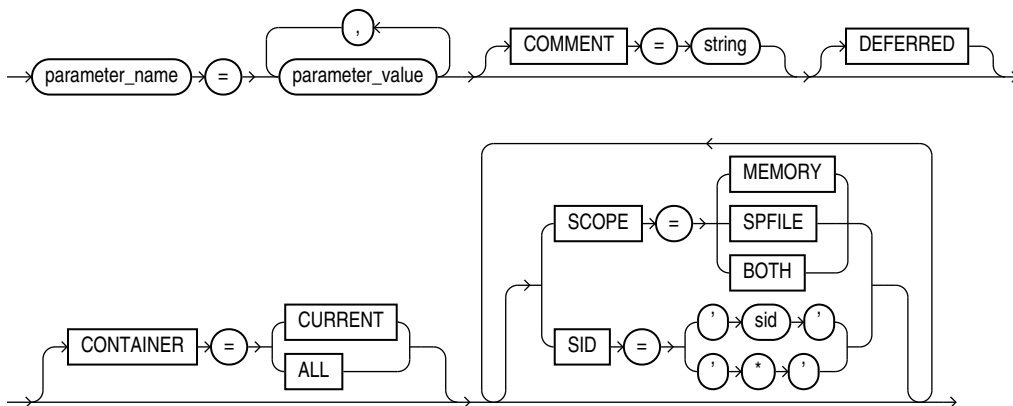 ,
COMMENT = string DEFERRED
parameter_name = parameter_value
MEMORY
SCOPE = SPFILE
BOTH
CURRENT ’ sid ’
CONTAINER = SID =
ALL ’ * ’